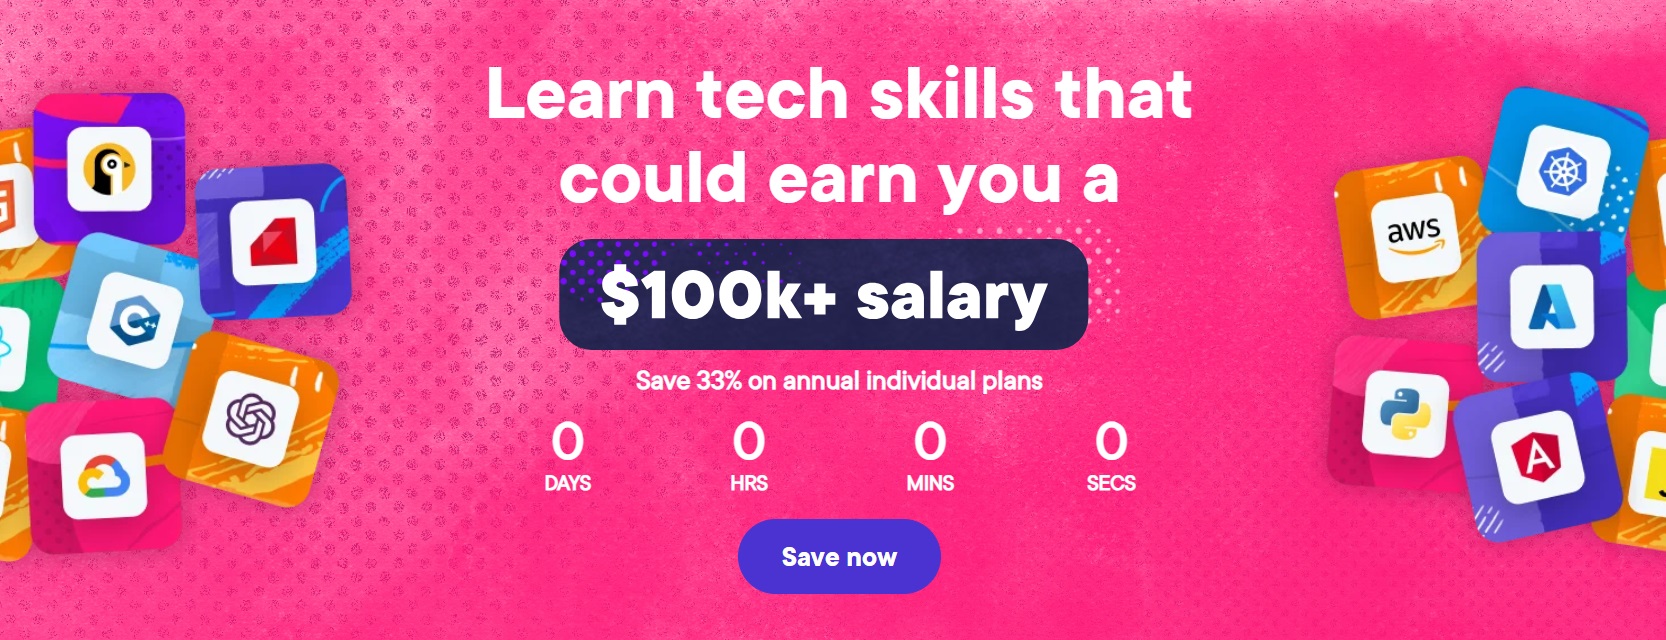 Learn tech skills that
could earn you a
$100k+ salary
Save 33% on annual individual plans
0 0 0 0
DAYS HRS MINS SECS
Save now
aws